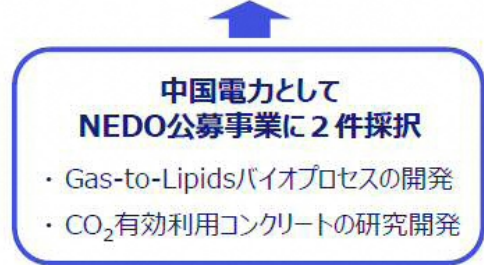 中国電力として
NEDO公募事業に２件採択
・Gas-to-Lipidsバイオプロセスの開発
・CO₂有効利用コンクリートの研究開発